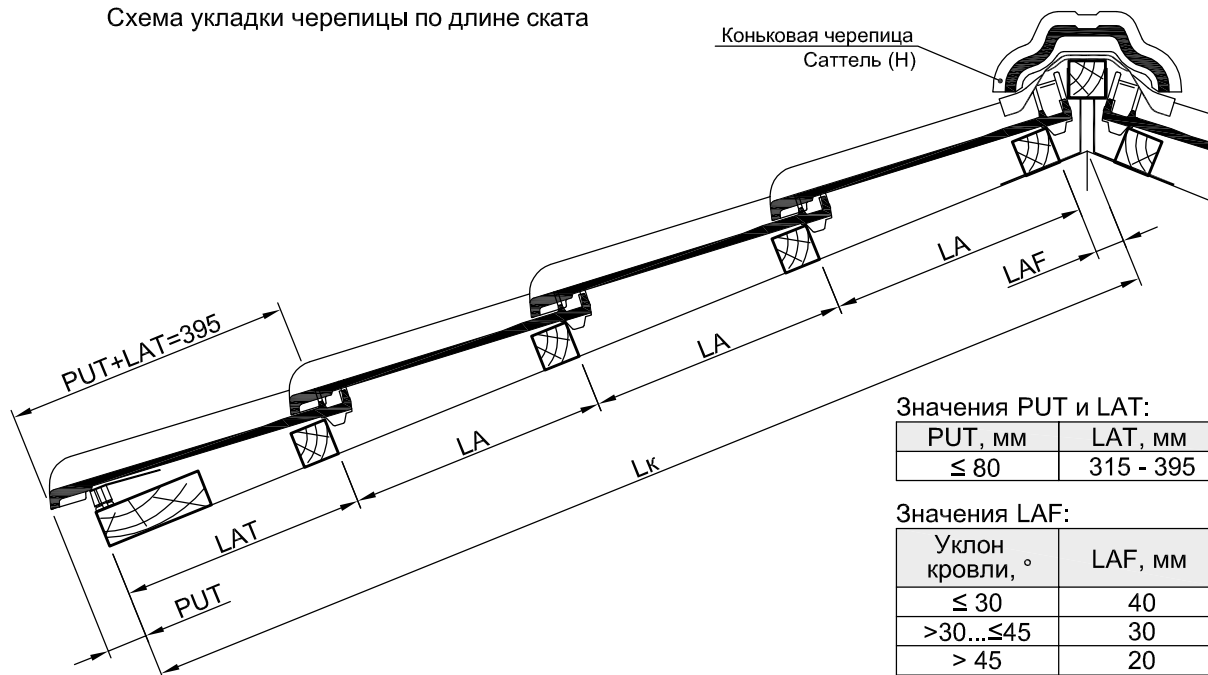 Схема укладки черепицы по длине ската
Коньковая черепица
Саттель (Н)
LA
LAF
PUT+LAT=395
LA
LA
Lк
LAT
PUT
Значения PUT и LAT:
PUT, мм LAT, мм
≤ 80 315 - 395
Значения LAF:
Уклон
кровли, ° LAF, мм
≤ 30 40
>30...≤45 30
> 45 20